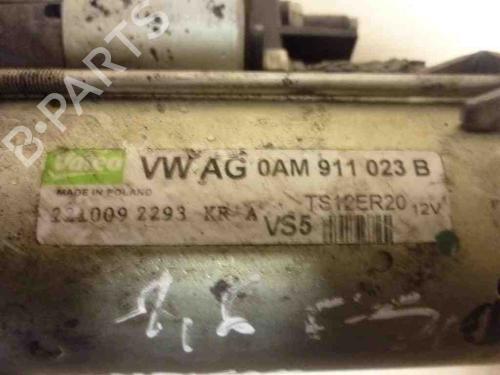 B-PARTS
Valeo VW AG 0AM 911 023 B
MADE IN POLAND
TS12ER20 12V
221009 2293 KR A
VS5